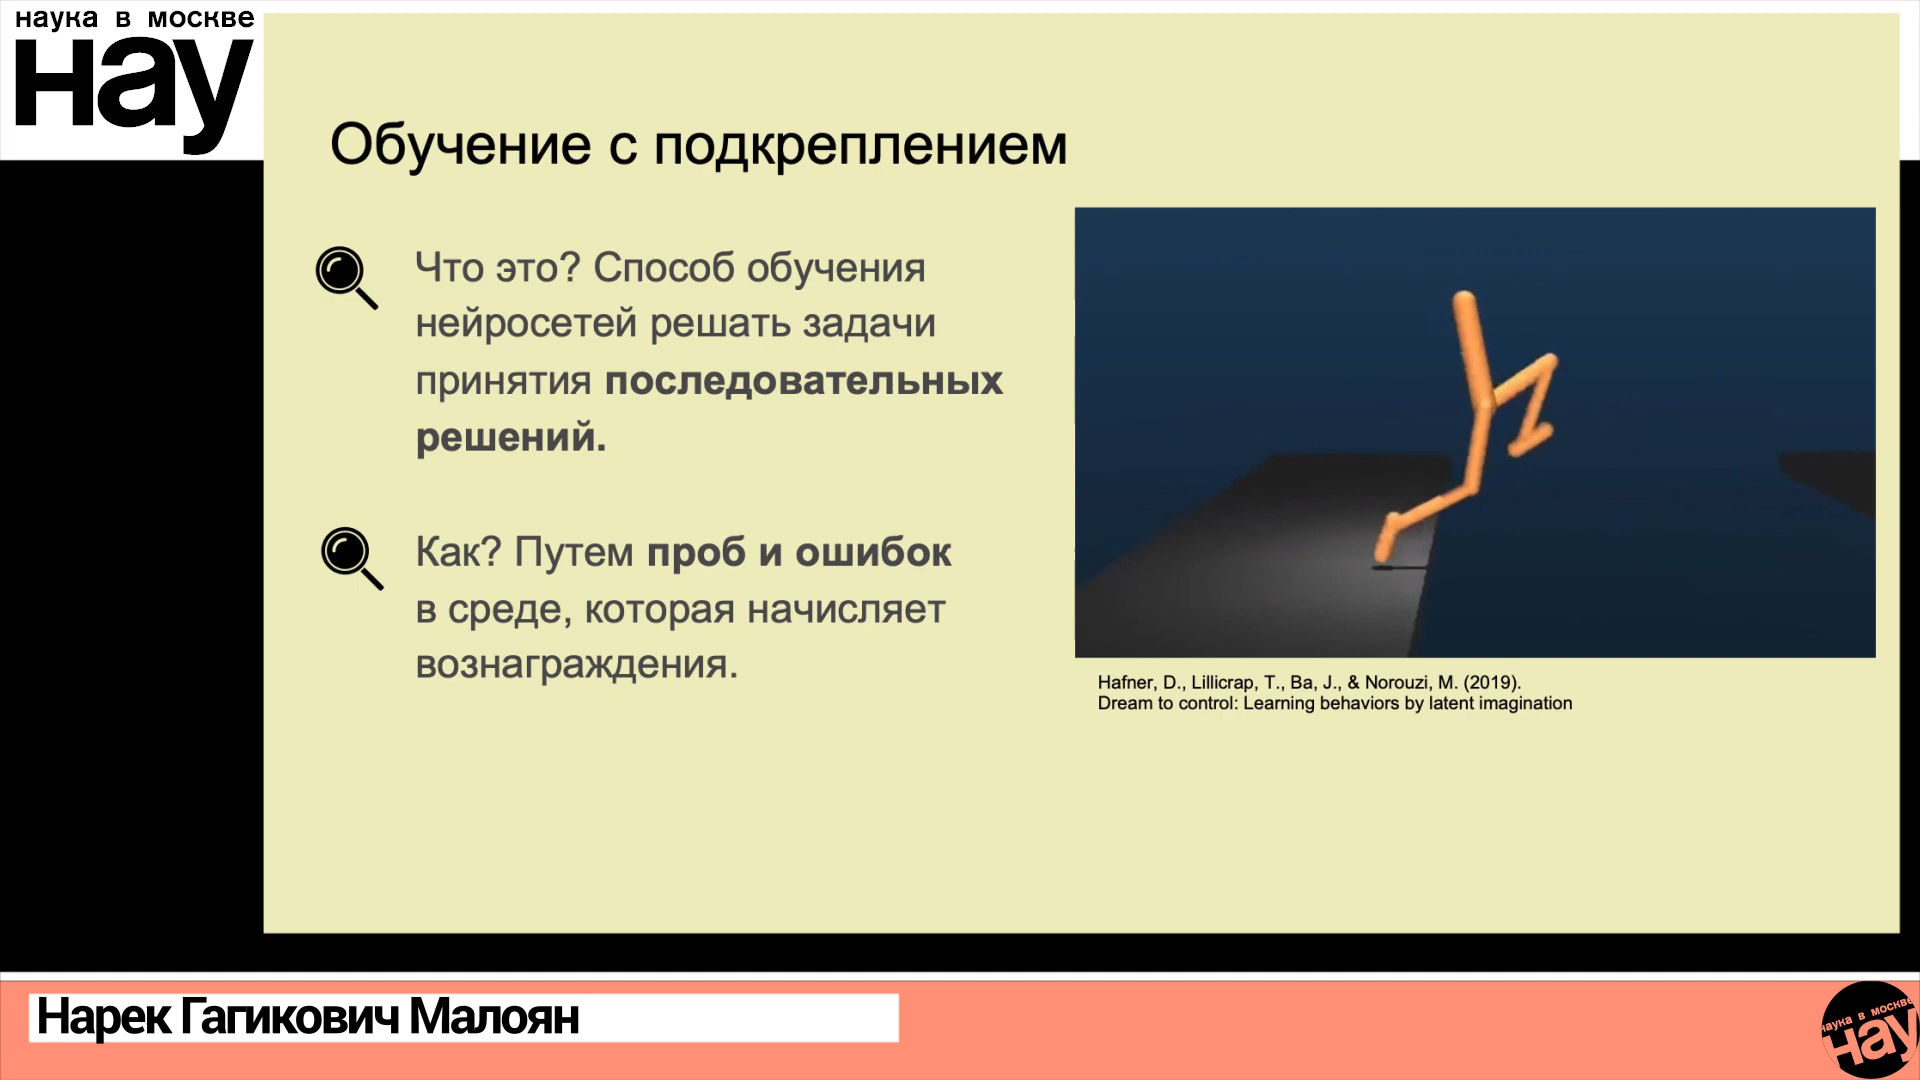 наука в москве
нау
Обучение с подкреплением
Что это? Способ обучения
нейросетей решать задачи
принятия последовательных
решений.
Как? Путем проб и ошибок
в среде, которая начисляет
вознаграждения.
Hafner, D., Lillicrap, T., Ba, J., & Norouzi, M. (2019).
Dream to control: Learning behaviors by latent imagination
Нарек Гагикович Малоян
наука в москве
нау